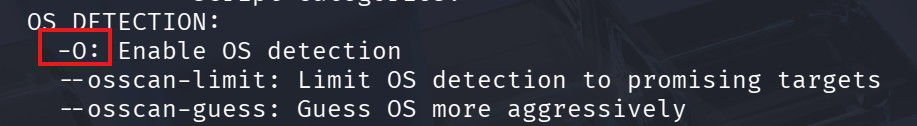 OS DETECTION:
-O: Enable OS detection
--osscan-limit: Limit OS detection to promising targets
--osscan-guess: Guess OS more aggressively